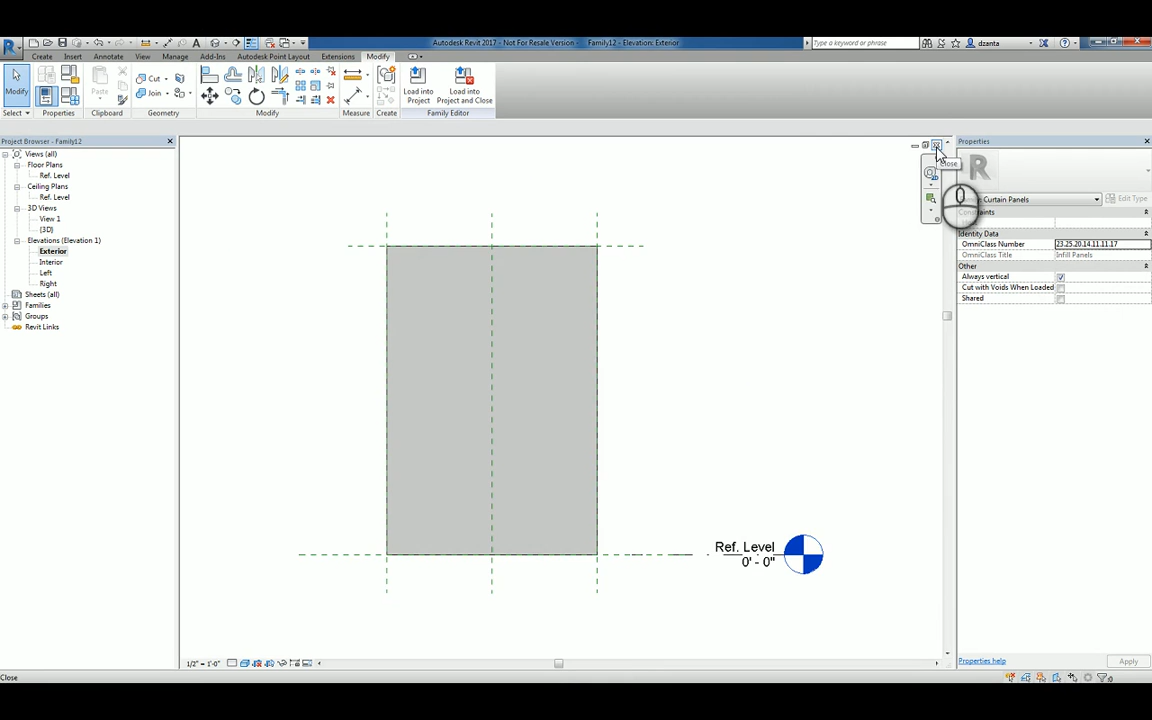 Autodesk Revit 2017 - Not For Resale Version - Family12 - Elevation: Exterior
Type a keyword or phrase
dzanta
Create Insert Annotate View Manage Add-Ins Autodesk Point Layout Extensions Modify
Modify
Paste
Cut
Join
Load into
Project
Load into
Project and Close
Select Properties Clipboard Geometry Modify Measure Create Family Editor
Project Browser - Family12
Views (all)
Floor Plans
Ref. Level
Ceiling Plans
Ref. Level
3D Views
View 1
{3D}
Elevations (Elevation 1)
Exterior
Interior
Left
Right
Sheets (all)
Families
Groups
Revit Links
Close
Ref. Level
0' - 0"
Properties
Curtain Panels
Edit Type
Constraints
Identity Data
OmniClass Number 23.25.20.14.11.11.17
OmniClass Title Infill Panels
Other
Always vertical
Cut with Voids When Loaded
Shared
Properties help
Apply
1/2" = 1'-0"
Close